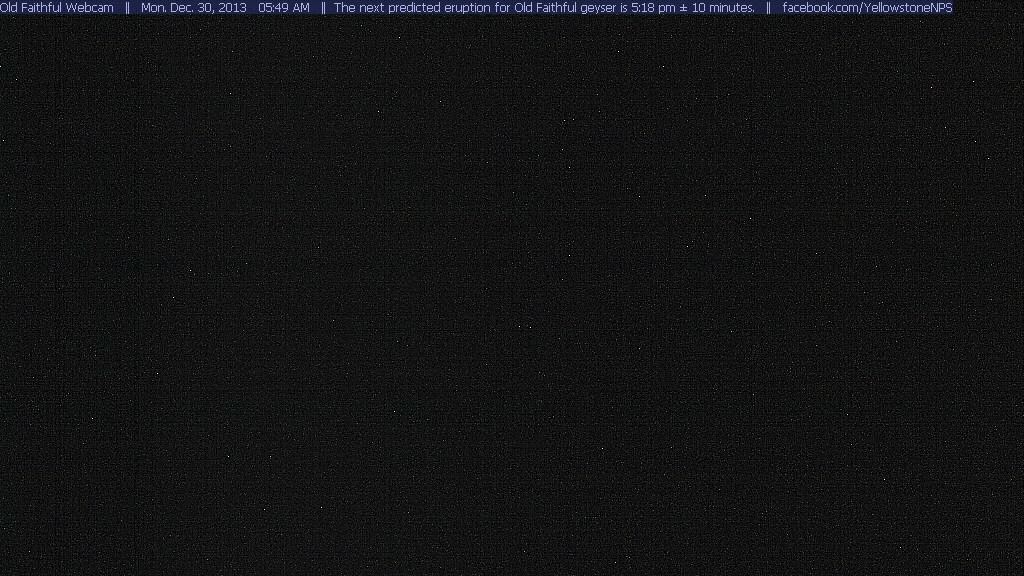 Old Faithful Webcam || Mon. Dec. 30, 2013 05:49 AM || The next predicted eruption for Old Faithful geyser is 5:18 pm ± 10 minutes. || facebook.com/YellowstoneNPS